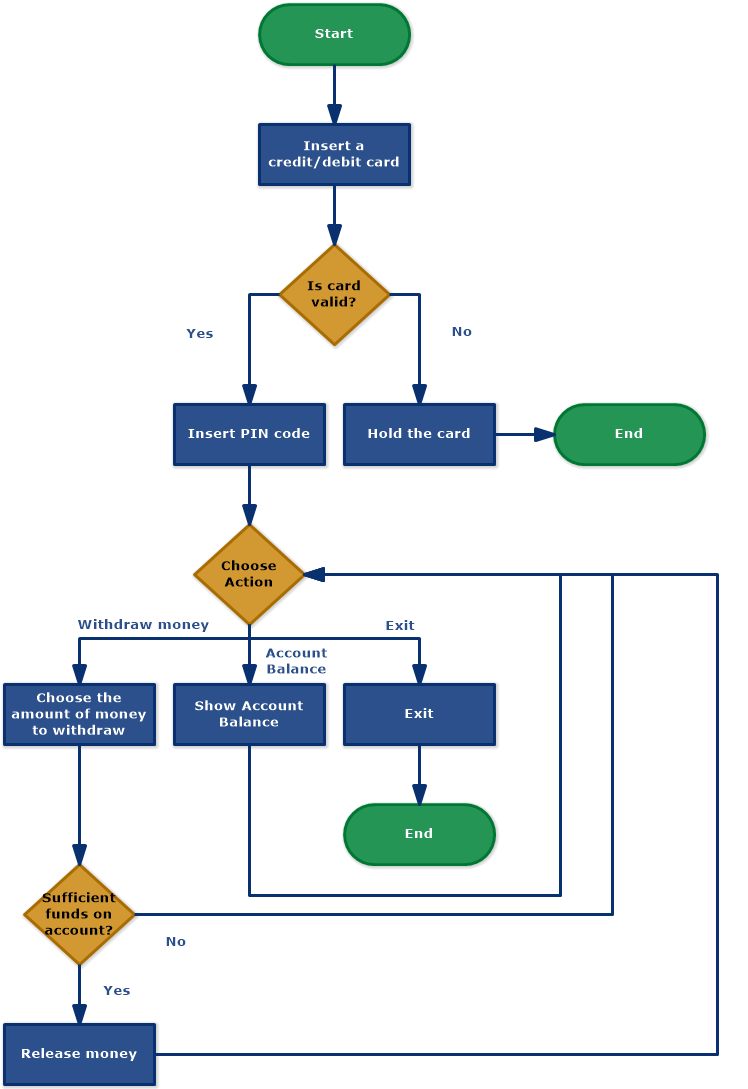 Start
Insert a
credit/debit card
Is card
valid?
Yes
No
Insert PIN code
Hold the card
End
Choose
Action
Withdraw money
Exit
Account
Balance
Choose the
amount of money
to withdraw
Show Account
Balance
Exit
End
Sufficient
funds on
account?
No
Yes
Release money